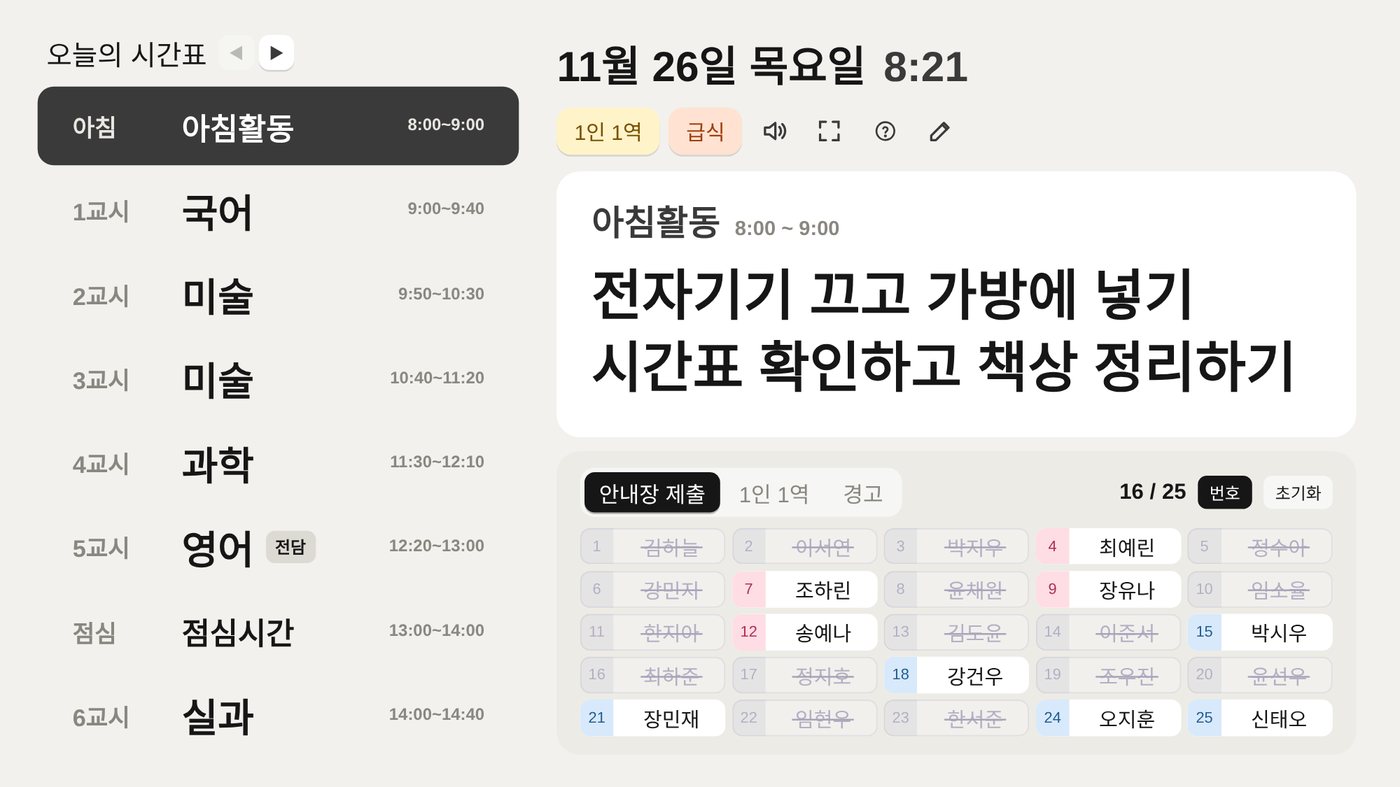 오늘의 시간표
아침 아침활동 8:00~9:00
1교시 국어 9:00~9:40
2교시 미술 9:50~10:30
3교시 미술 10:40~11:20
4교시 과학 11:30~12:10
5교시 영어 전담 12:20~13:00
점심 점심시간 13:00~14:00
6교시 실과 14:00~14:40
11월 26일 목요일 8:21
1인 1역 급식
아침활동 8:00 ~ 9:00
전자기기 끄고 가방에 넣기
시간표 확인하고 책상 정리하기
안내장 제출 1인 1역 경고 16 / 25 번호 초기화
1 김하늘 2 이서연 3 박지우 4 최예린 5 정수아
6 강민지 7 조하린 8 윤채원 9 장유나 10 임소율
11 한지아 12 송예나 13 김도윤 14 이준서 15 박시우
16 최하준 17 정지호 18 강건우 19 조우진 20 윤선우
21 장민재 22 임현우 23 한서준 24 오지훈 25 신태오